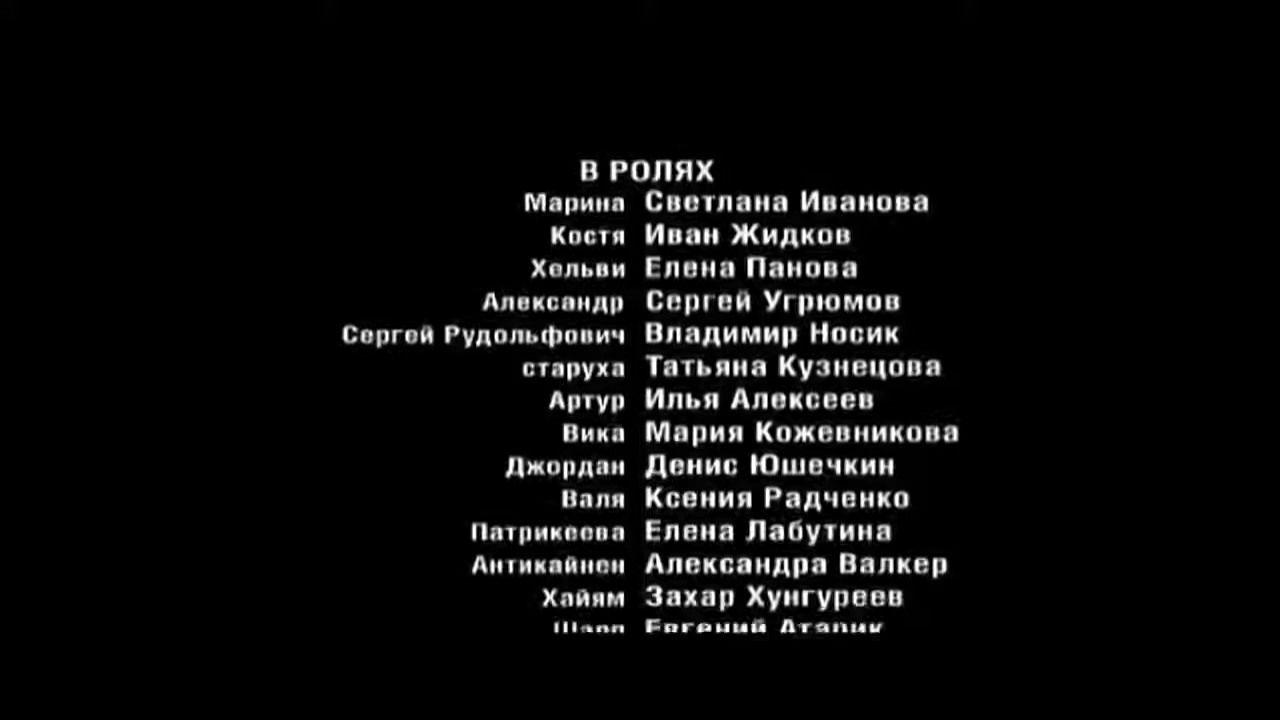 В РОЛЯХ
Марина Светлана Иванова
Костя Иван Жидков
Хельви Елена Панова
Александр Сергей Угрюмов
Сергей Рудольфович Владимир Носик
старуха Татьяна Кузнецова
Артур Илья Алексеев
Вика Мария Кожевникова
Джордан Денис Юшечкин
Валя Ксения Радченко
Патрикеева Елена Лабутина
Антикайнен Александра Валкер
Хайям Захар Хунгуреев
Евгений Атарик